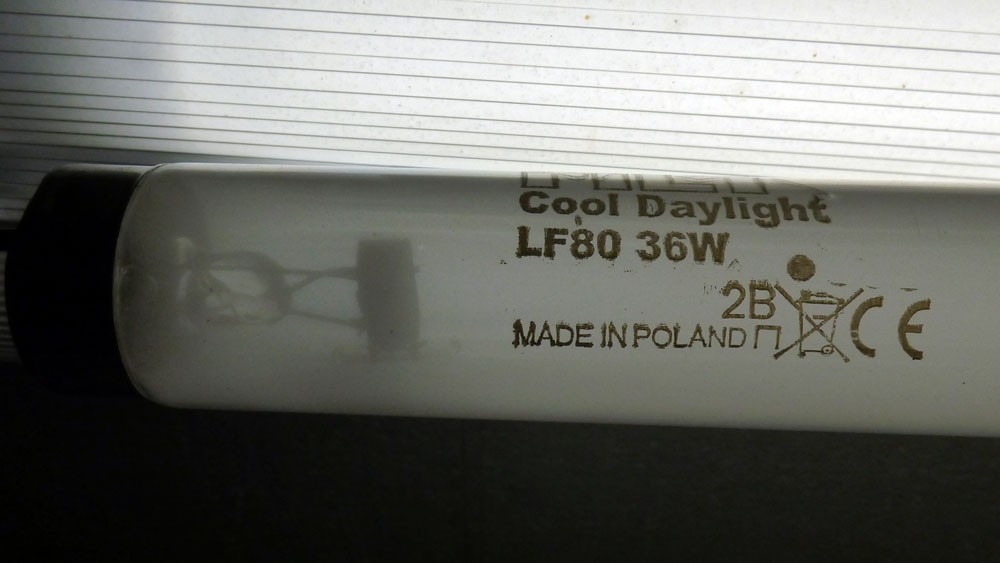 Cool Daylight
LF80 36W
2B
MADE IN POLAND CE